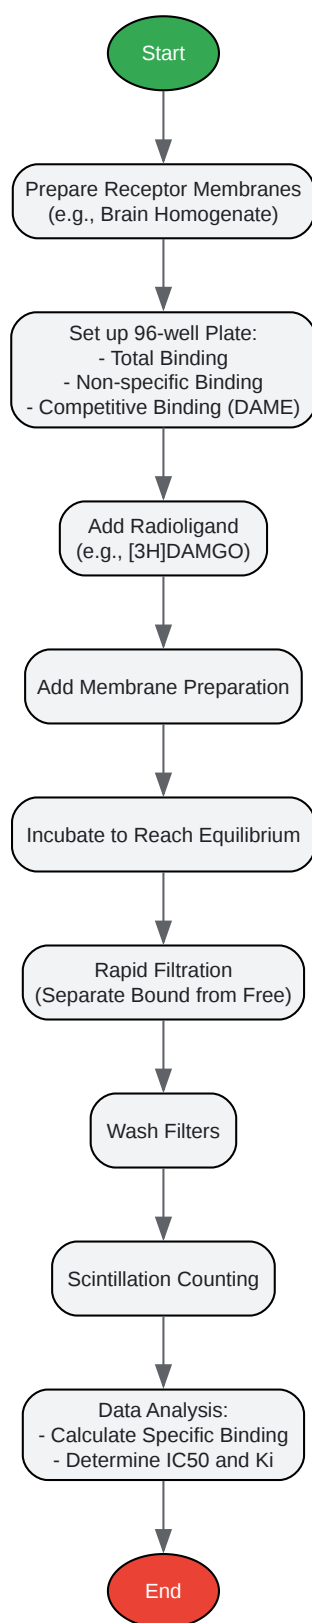 Start
Prepare Receptor Membranes
(e.g., Brain Homogenate)
Set up 96-well Plate:
- Total Binding
- Non-specific Binding
- Competitive Binding (DAME)
Add Radioligand
(e.g., [3H]DAMGO)
Add Membrane Preparation
Incubate to Reach Equilibrium
Rapid Filtration
(Separate Bound from Free)
Wash Filters
Scintillation Counting
Data Analysis:
- Calculate Specific Binding
- Determine IC50 and Ki
End